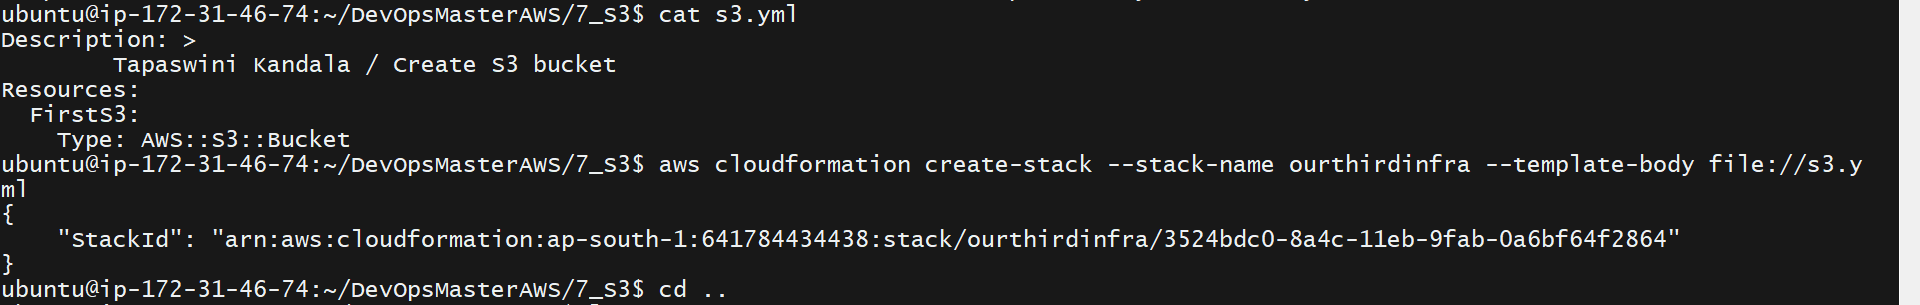 ubuntu@ip-172-31-46-74:~/DevOpsMasterAWS/7_S3$ cat s3.yml
Description: >
        Tapaswini Kandala / Create S3 bucket
Resources:
  FirstS3:
    Type: AWS::S3::Bucket
ubuntu@ip-172-31-46-74:~/DevOpsMasterAWS/7_S3$ aws cloudformation create-stack --stack-name ourthirdinfra --template-body file://s3.y
ml
{
    "StackId": "arn:aws:cloudformation:ap-south-1:641784434438:stack/ourthirdinfra/3524bdc0-8a4c-11eb-9fab-0a6bf64f2864"
}
ubuntu@ip-172-31-46-74:~/DevOpsMasterAWS/7_S3$ cd ..